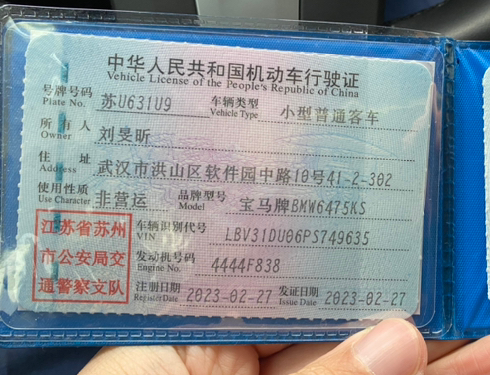 中华人民共和国机动车行驶证
Vehicle License of the People's Republic of China
号牌号码 Plate No. 苏U631U9 车辆类型 Vehicle Type 小型普通客车
所有人 Owner 刘旻昕
住址 Address 武汉市洪山区软件园中路18号41-2-302
使用性质 Use Character 非营运 品牌型号 Model 宝马牌BMW6475KS
江苏省苏州市公安局交通警察支队
车辆识别代号 VIN LBV31DU06PS749635
发动机号码 Engine No. 4444F838
注册日期 Register Date 2023-02-27 发证日期 Issue Date 2023-02-27